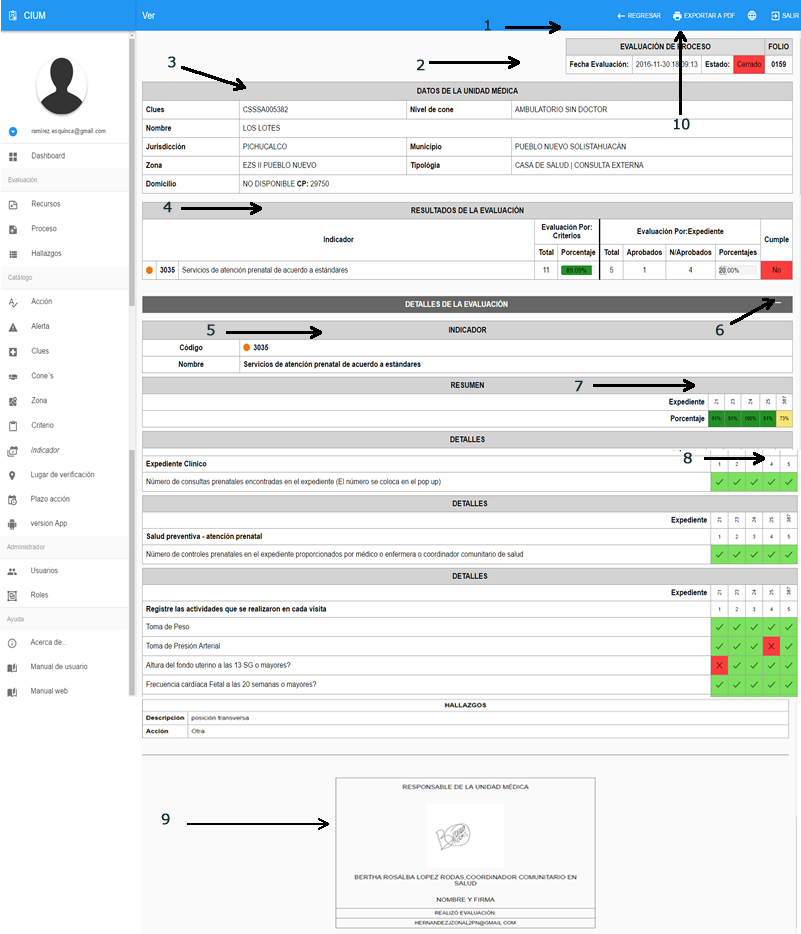 CIUM
Ver
REGRESAR
EXPORTAR A PDF
SALIR
1
2
3
10
EVALUACIÓN DE PROCESO FOLIO
Fecha Evaluación: 2016-11-30 18:09:13 Estado: Cerrado 0159
ramirez.esquinca@gmail.com
Dashboard
Evaluación
Recursos
Proceso
Hallazgos
Catálogo
Acción
Alerta
Clues
Cone´s
Zona
Criterio
Indicador
Lugar de verificación
Plazo acción
version App
Administrador
Usuarios
Roles
Ayuda
Acerca de...
Manual de usuario
Manual web
DATOS DE LA UNIDAD MÉDICA
Clues CSSSA005382 Nivel de cone AMBULATORIO SIN DOCTOR
Nombre LOS LOTES
Jurisdicción PICHUCALCO Municipio PUEBLO NUEVO SOLISTAHUACÁN
Zona EZS II PUEBLO NUEVO Tipológia CASA DE SALUD | CONSULTA EXTERNA
Domicilio NO DISPONIBLE CP: 29750
4
RESULTADOS DE LA EVALUACIÓN
Indicador Evaluación Por: Criterios Evaluación Por:Expediente Cumple
Total Porcentaje Total Aprobados N/Aprobados Porcentajes
3035 Servicios de atención prenatal de acuerdo a estándares 11 89.09% 5 1 4 20.00% No
DETALLES DE LA EVALUACIÓN
5
6
INDICADOR
Código 3035
Nombre Servicios de atención prenatal de acuerdo a estándares
RESUMEN
7
Expediente 21 23 24 25 387
Porcentaje 91% 91% 100% 91% 73%
DETALLES
8
Expediente Clínico 1 2 4 5
Número de consultas prenatales encontradas en el expediente (El número se coloca en el pop up)
DETALLES
Expediente 21 23 24 25 387
Salud preventiva - atención prenatal 1 2 3 4 5
Número de controles prenatales en el expediente proporcionados por médico o enfermera o coordinador comunitario de salud
DETALLES
Expediente 21 23 24 25 387
Registre las actividades que se realizaron en cada visita 1 2 3 4 5
Toma de Peso
Toma de Presión Arterial
Altura del fondo uterino a las 13 SG o mayores?
Frecuencia cardíaca Fetal a las 20 semanas o mayores?
HALLAZGOS
Descripción posición transversa
Acción Otra
9
RESPONSABLE DE LA UNIDAD MÉDICA
BERTHA ROSALBA LOPEZ RODAS,COORDINADOR COMUNITARIO EN
SALUD
NOMBRE Y FIRMA
REALIZÓ EVALUACIÓN:
HERNANDEZJZONAL2PN@GMAIL.COM